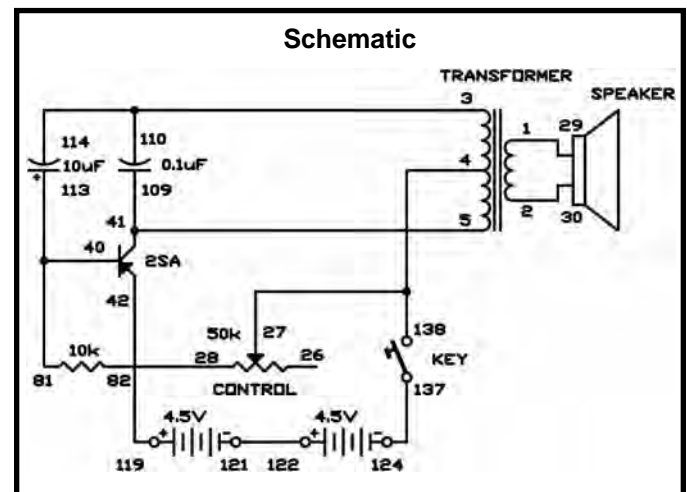 Schematic
TRANSFORMER
3
SPEAKER
114
110
1
29
10uF
0.1uF
4
+
113
109
41
5
2
30
40
2SA
42
50k
27
138
10k
28
26
KEY
81
82
CONTROL
137
4.5V
4.5V
+
-
+
-
119
121
122
124